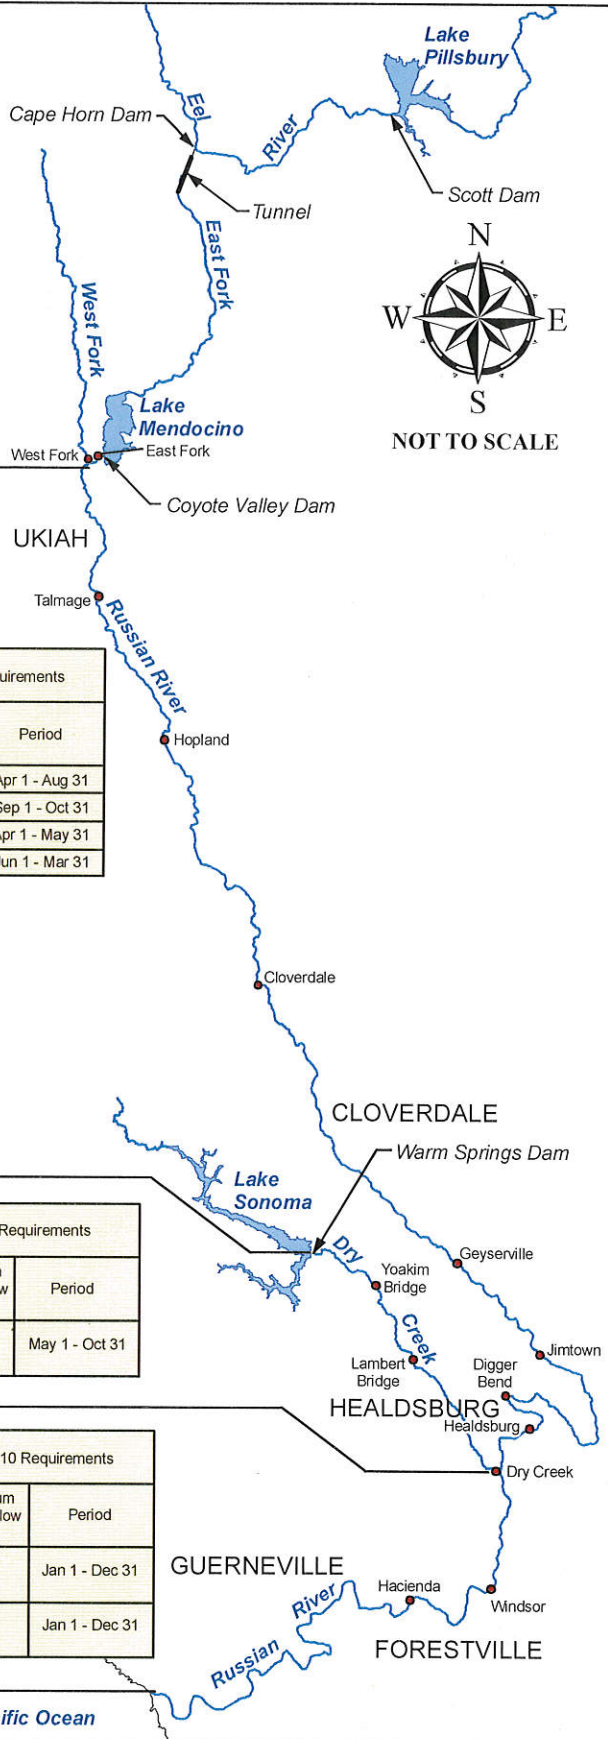 Lake
Pillsbury
Eel
River
Cape Horn Dam
Scott Dam
Tunnel
East Fork
N
W
E
S
NOT TO SCALE
West Fork
Lake
Mendocino
West Fork
East Fork
Coyote Valley Dam
UKIAH
Talmage
Russian River
uirements
Period
Apr 1 - Aug 31
Sep 1 - Oct 31
Apr 1 - May 31
Jun 1 - Mar 31
Hopland
Cloverdale
CLOVERDALE
Warm Springs Dam
Lake
Sonoma
Requirements
Period
May 1 - Oct 31
Dry
Creek
Geyserville
Yoakim
Bridge
Lambert
Bridge
Jimtown
Digger
Bend
HEALDSBURG
Healdsburg
Dry Creek
10 Requirements
um
low
Period
Jan 1 - Dec 31
Jan 1 - Dec 31
GUERNEVILLE
Hacienda
Windsor
Russian
River
FORESTVILLE
ific Ocean